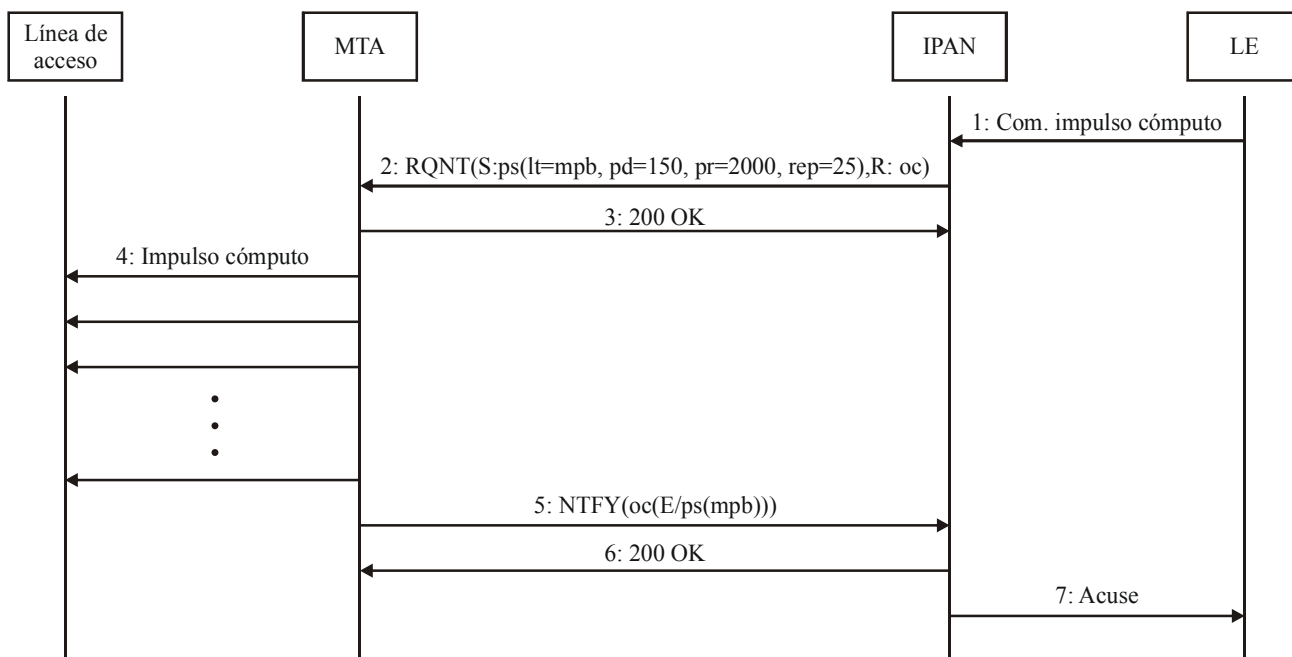 Línea de
acceso
MTA
IPAN
LE
1: Com. impulso cómputo
2: RQNT(S:ps(lt=mpb, pd=150, pr=2000, rep=25),R: oc)
3: 200 OK
4: Impulso cómputo
5: NTFY(oc(E/ps(mpb)))
6: 200 OK
7: Acuse